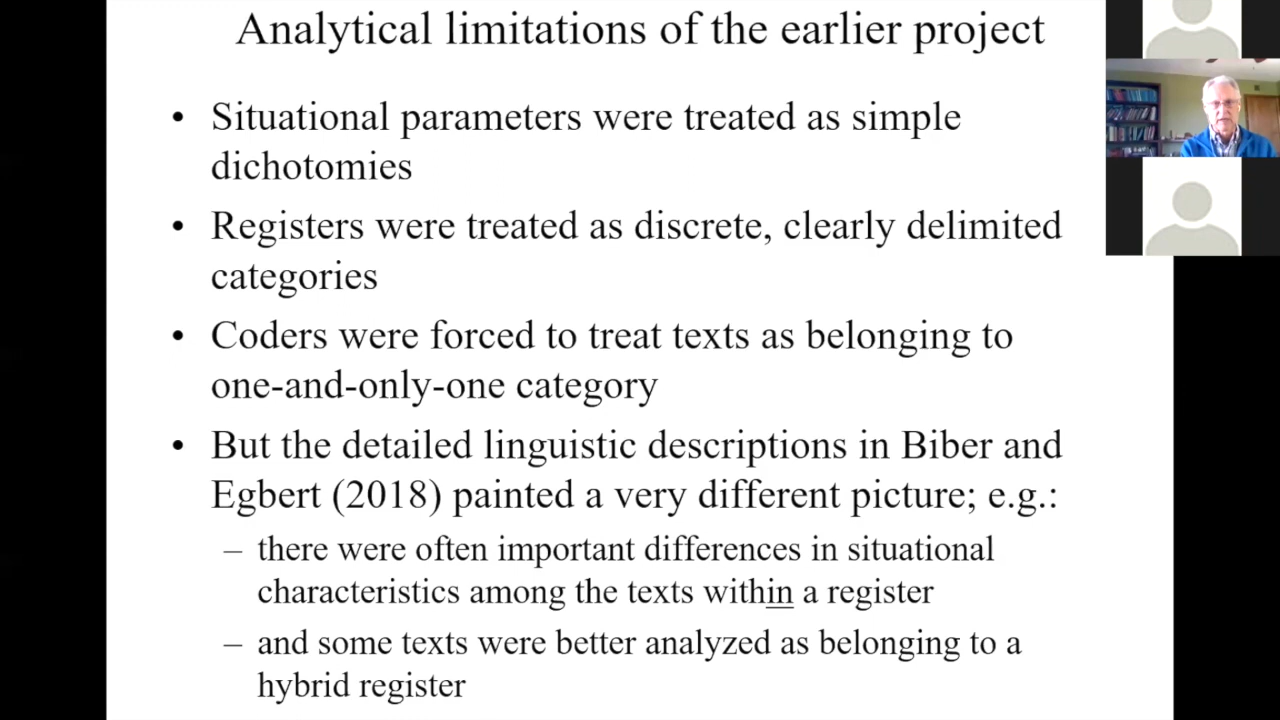 Analytical limitations of the earlier project
• Situational parameters were treated as simple
dichotomies
• Registers were treated as discrete, clearly delimited
categories
• Coders were forced to treat texts as belonging to
one-and-only-one category
• But the detailed linguistic descriptions in Biber and
Egbert (2018) painted a very different picture; e.g.:
– there were often important differences in situational
characteristics among the texts within a register
– and some texts were better analyzed as belonging to a
hybrid register